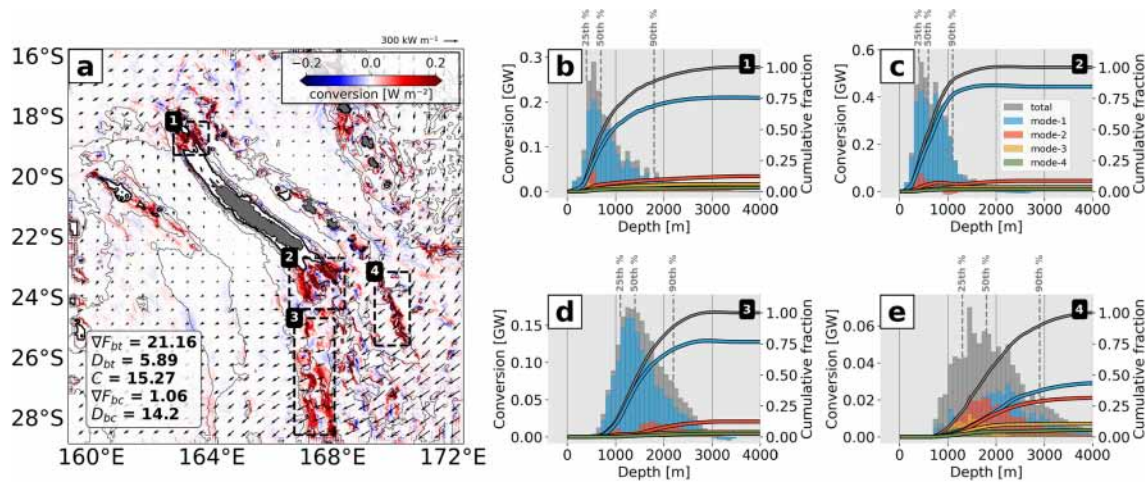 300 kW m⁻¹
16°S
18°S
20°S
22°S
24°S
26°S
28°S
160°E
164°E
168°E
172°E
a
−0.2
0.0
0.2
conversion [W m⁻²]
1
2
3
4
∇F_bt = 21.16
D_bt = 5.89
C = 15.27
∇F_bc = 1.06
D_bc = 14.2
25th %
50th %
90th %
b
1
Conversion [GW]
0.3
0.2
0.1
0.0
1.00
0.75
0.50
0.25
0.00
Cumulative fraction
0 1000 2000 3000 4000
Depth [m]
25th %
50th %
90th %
c
2
Conversion [GW]
0.6
0.4
0.2
0.0
total
mode-1
mode-2
mode-3
mode-4
1.00
0.75
0.50
0.25
0.00
Cumulative fraction
0 1000 2000 3000 4000
Depth [m]
25th %
50th %
90th %
d
3
Conversion [GW]
0.15
0.10
0.05
0.00
1.00
0.75
0.50
0.25
0.00
Cumulative fraction
0 1000 2000 3000 4000
Depth [m]
25th %
50th %
90th %
e
4
Conversion [GW]
0.06
0.04
0.02
0.00
1.00
0.75
0.50
0.25
0.00
Cumulative fraction
0 1000 2000 3000 4000
Depth [m]